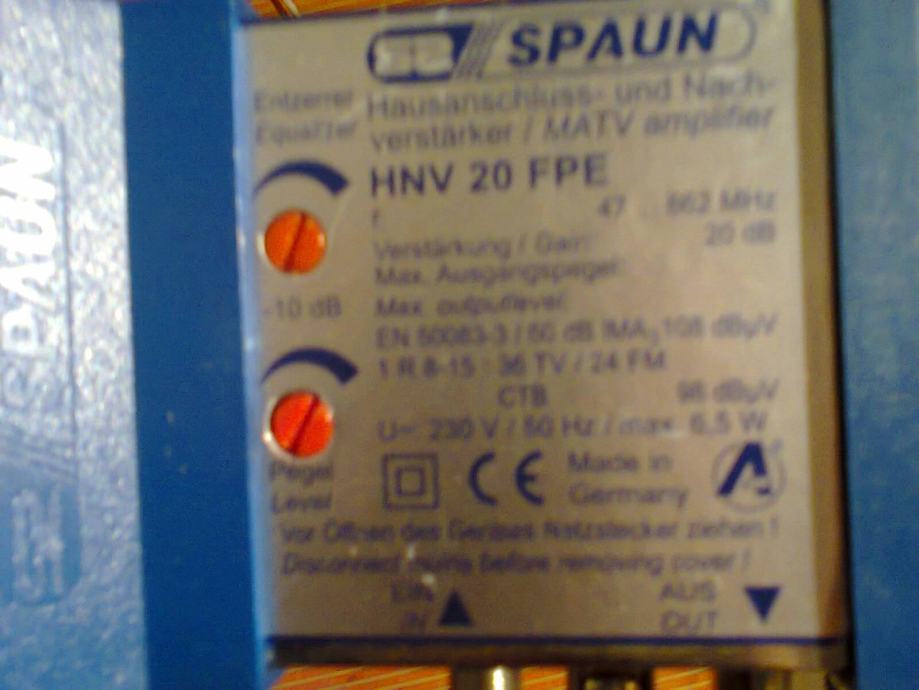 SPAUN
SPAUN
Entzerrer
Equalizer
Hausanschluss- und Nach-
verstärker / MATV amplifier
HNV 20 FPE
f: 47 ... 862 MHz
Verstärkung / Gain: 20 dB
Max. Ausgangspegel:
-10 dB
Max. outputlevel:
EN 50083-3 / 60 dB IMA3 108 dBµV
1 R 8-15 : 36 TV / 24 FM
CTB 98 dBµV
U~ 230 V / 50 Hz / max. 6,5 W
Pegel
Level
CE
Made in
Germany
Vor Öffnen des Gerätes Netzstecker ziehen !
Disconnect mains before removing cover !
EIN
IN
AUS
OUT